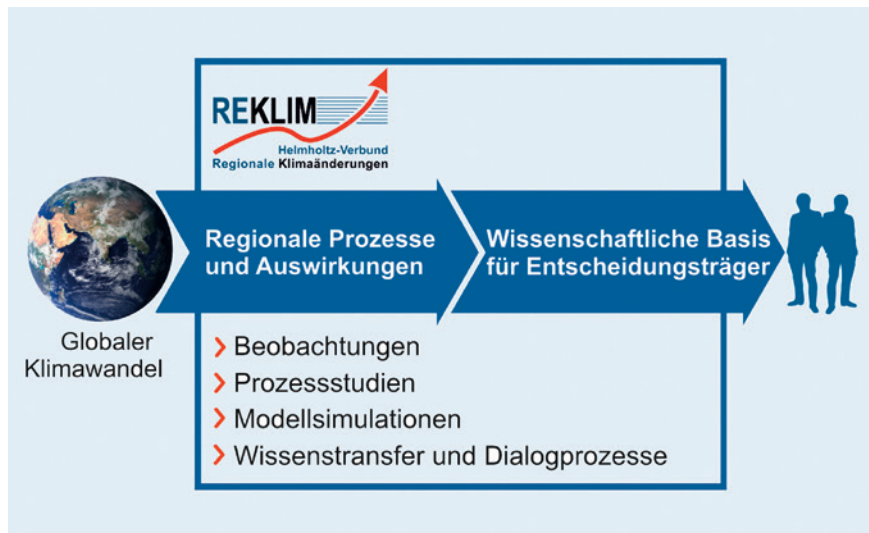 REKLIM
Helmholtz-Verbund
Regionale Klimaänderungen
Regionale Prozesse
und Auswirkungen
Wissenschaftliche Basis
für Entscheidungsträger
Globaler
Klimawandel
Beobachtungen
Prozessstudien
Modellsimulationen
Wissenstransfer und Dialogprozesse